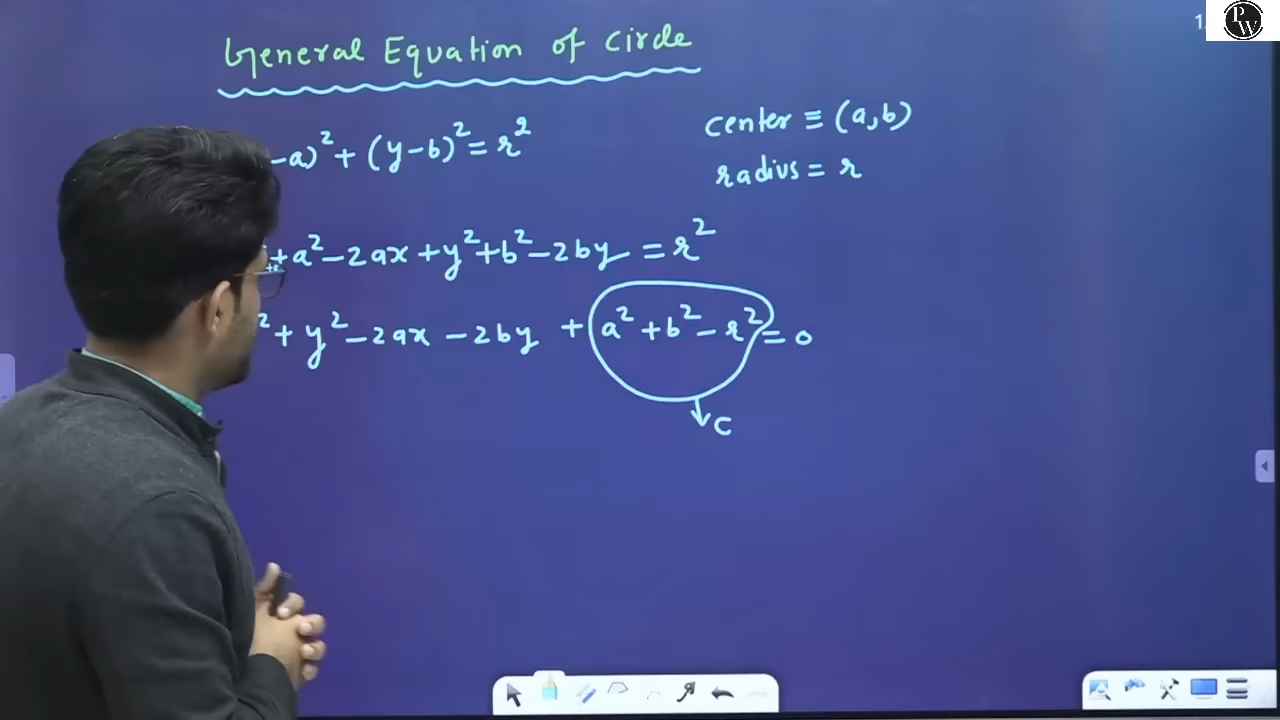 General Equation of Circle
-a)² + (y-b)² = r²
center ≡ (a,b)
radius = r
+a²-2ax+y²+b²-2by = r²
²+ y²-2ax-2by + a²+b²-r² = 0
C
PW